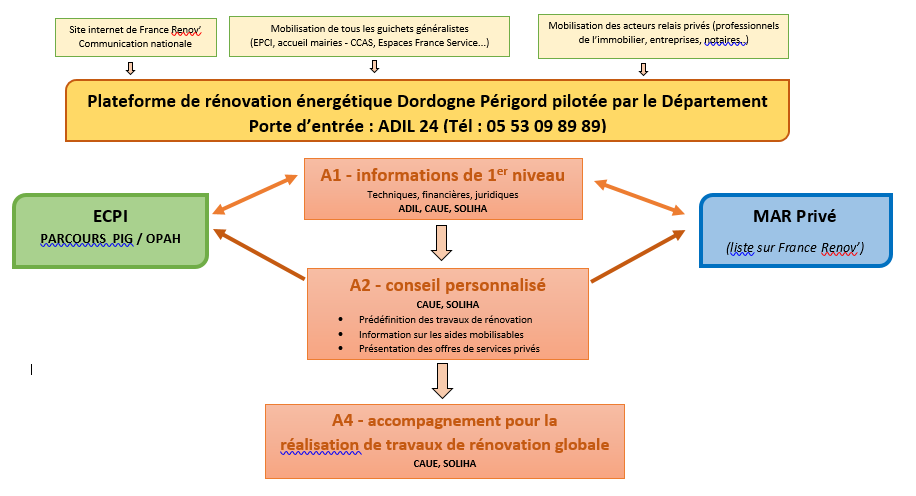 Site internet de France Renov’
Communication nationale
Mobilisation de tous les guichets généralistes
(EPCI, accueil mairies - CCAS, Espaces France Service…)
Mobilisation des acteurs relais privés (professionnels
de l’immobilier, entreprises, notaires..)
Plateforme de rénovation énergétique Dordogne Périgord pilotée par le Département
Porte d’entrée : ADIL 24 (Tél : 05 53 09 89 89)
A1 - informations de 1er niveau
Techniques, financières, juridiques
ADIL, CAUE, SOLIHA
ECPI
PARCOURS PIG / OPAH
MAR Privé
(liste sur France Renov’)
A2 - conseil personnalisé
CAUE, SOLIHA
• Prédéfinition des travaux de rénovation
• Information sur les aides mobilisables
• Présentation des offres de services privés
A4 - accompagnement pour la
réalisation de travaux de rénovation globale
CAUE, SOLIHA